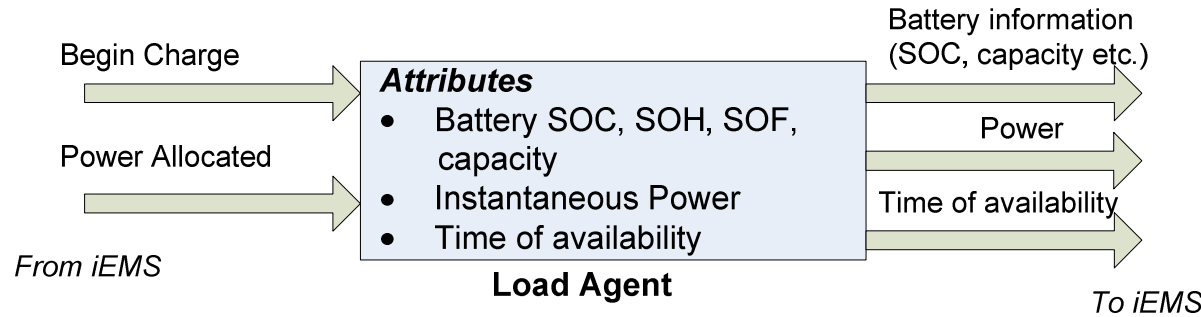 Begin Charge
Power Allocated
From iEMS
Attributes
• Battery SOC, SOH, SOF,
capacity
• Instantaneous Power
• Time of availability
Load Agent
Battery information
(SOC, capacity etc.)
Power
Time of availability
To iEMS